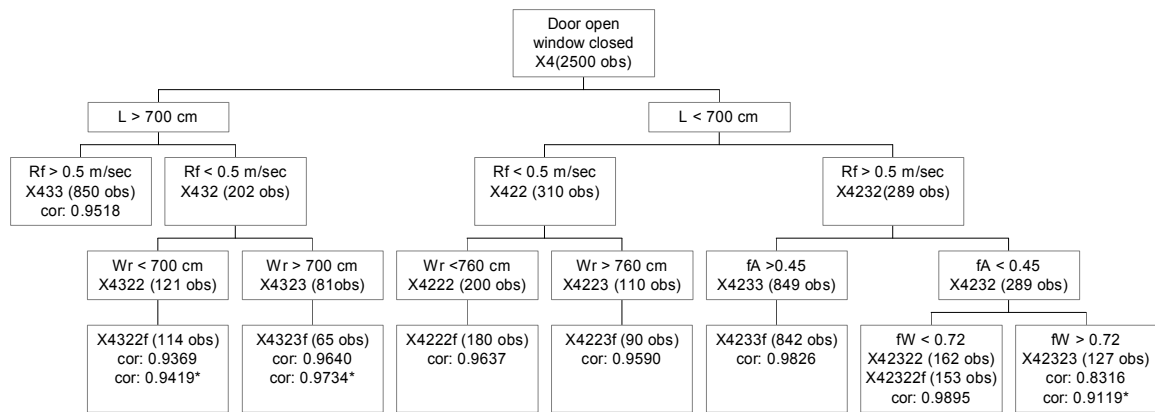 Door open
window closed
X4(2500 obs)
L > 700 cm
L < 700 cm
Rf > 0.5 m/sec
X433 (850 obs)
cor: 0.9518
Rf < 0.5 m/sec
X432 (202 obs)
Rf < 0.5 m/sec
X422 (310 obs)
Rf > 0.5 m/sec
X4232(289 obs)
Wr < 700 cm
X4322 (121 obs)
Wr > 700 cm
X4323 (81obs)
Wr <760 cm
X4222 (200 obs)
Wr > 760 cm
X4223 (110 obs)
fA >0.45
X4233 (849 obs)
fA < 0.45
X4232 (289 obs)
X4322f (114 obs)
cor: 0.9369
cor: 0.9419*
X4323f (65 obs)
cor: 0.9640
cor: 0.9734*
X4222f (180 obs)
cor: 0.9637
X4223f (90 obs)
cor: 0.9590
X4233f (842 obs)
cor: 0.9826
fW < 0.72
X42322 (162 obs)
X42322f (153 obs)
cor: 0.9895
fW > 0.72
X42323 (127 obs)
cor: 0.8316
cor: 0.9119*